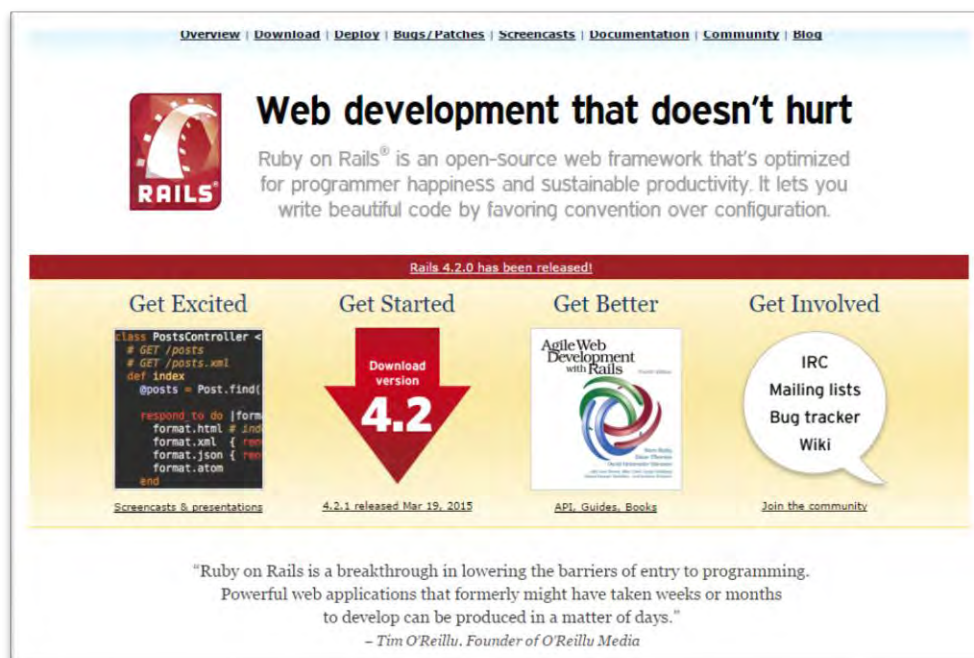 Overview | Download | Deploy | Bugs/Patches | Screencasts | Documentation | Community | Blog
RAILS
Web development that doesn't hurt
Ruby on Rails® is an open-source web framework that's optimized
for programmer happiness and sustainable productivity. It lets you
write beautiful code by favoring convention over configuration.
Rails 4.2.0 has been released!
Get Excited
class PostsController <
# GET /posts
# GET /posts.xml
def index
@posts = Post.find(
respond_to do |forma
format.html # inde
format.xml { ren
format.json { ren
format.atom
end
Screencasts & presentations
Get Started
Download
version
4.2
4.2.1 released Mar 19, 2015
Get Better
Agile Web
Development
with Rails
API, Guides, Books
Get Involved
IRC
Mailing lists
Bug tracker
Wiki
Join the community
“Ruby on Rails is a breakthrough in lowering the barriers of entry to programming.
Powerful web applications that formerly might have taken weeks or months
to develop can be produced in a matter of days.”
– Tim O'Reilly, Founder of O'Reilly Media